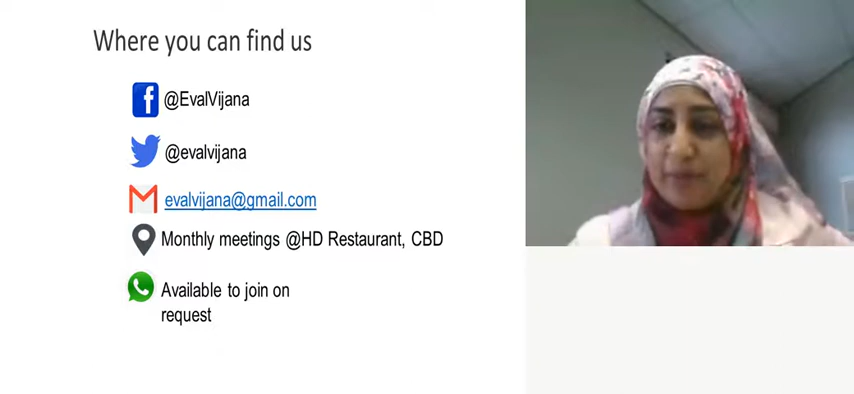 Where you can find us
@EvalVijana
@evalvijana
evalvijana@gmail.com
Monthly meetings @HD Restaurant, CBD
Available to join on
request